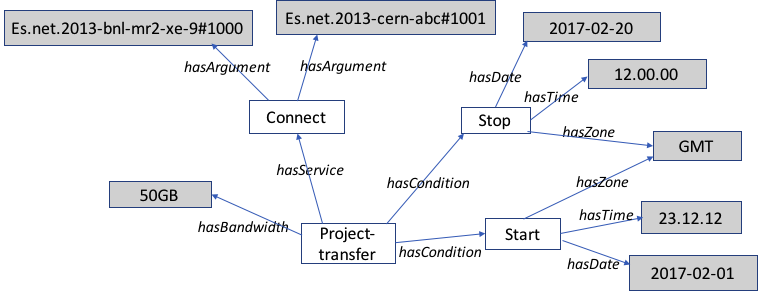 Es.net.2013-bnl-mr2-xe-9#1000
Es.net.2013-cern-abc#1001
2017-02-20
hasArgument
hasArgument
hasDate
12.00.00
hasTime
Connect
Stop
hasZone
GMT
hasService
hasCondition
hasZone
50GB
hasBandwidth
Project-
transfer
hasCondition
Start
hasTime
23.12.12
hasDate
2017-02-01